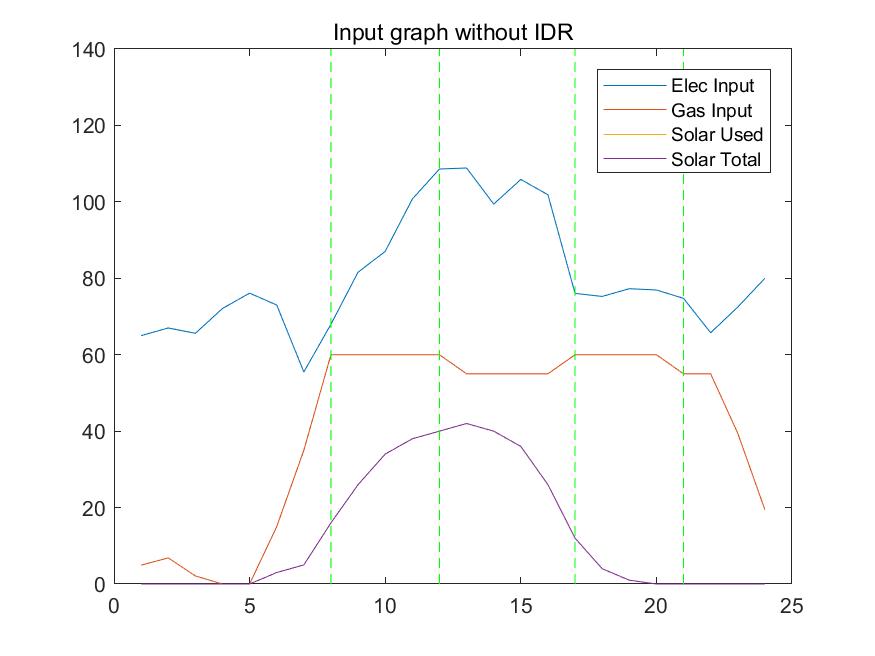 Input graph without IDR
140
120
100
80
60
40
20
0
0 5 10 15 20 25
Elec Input
Gas Input
Solar Used
Solar Total